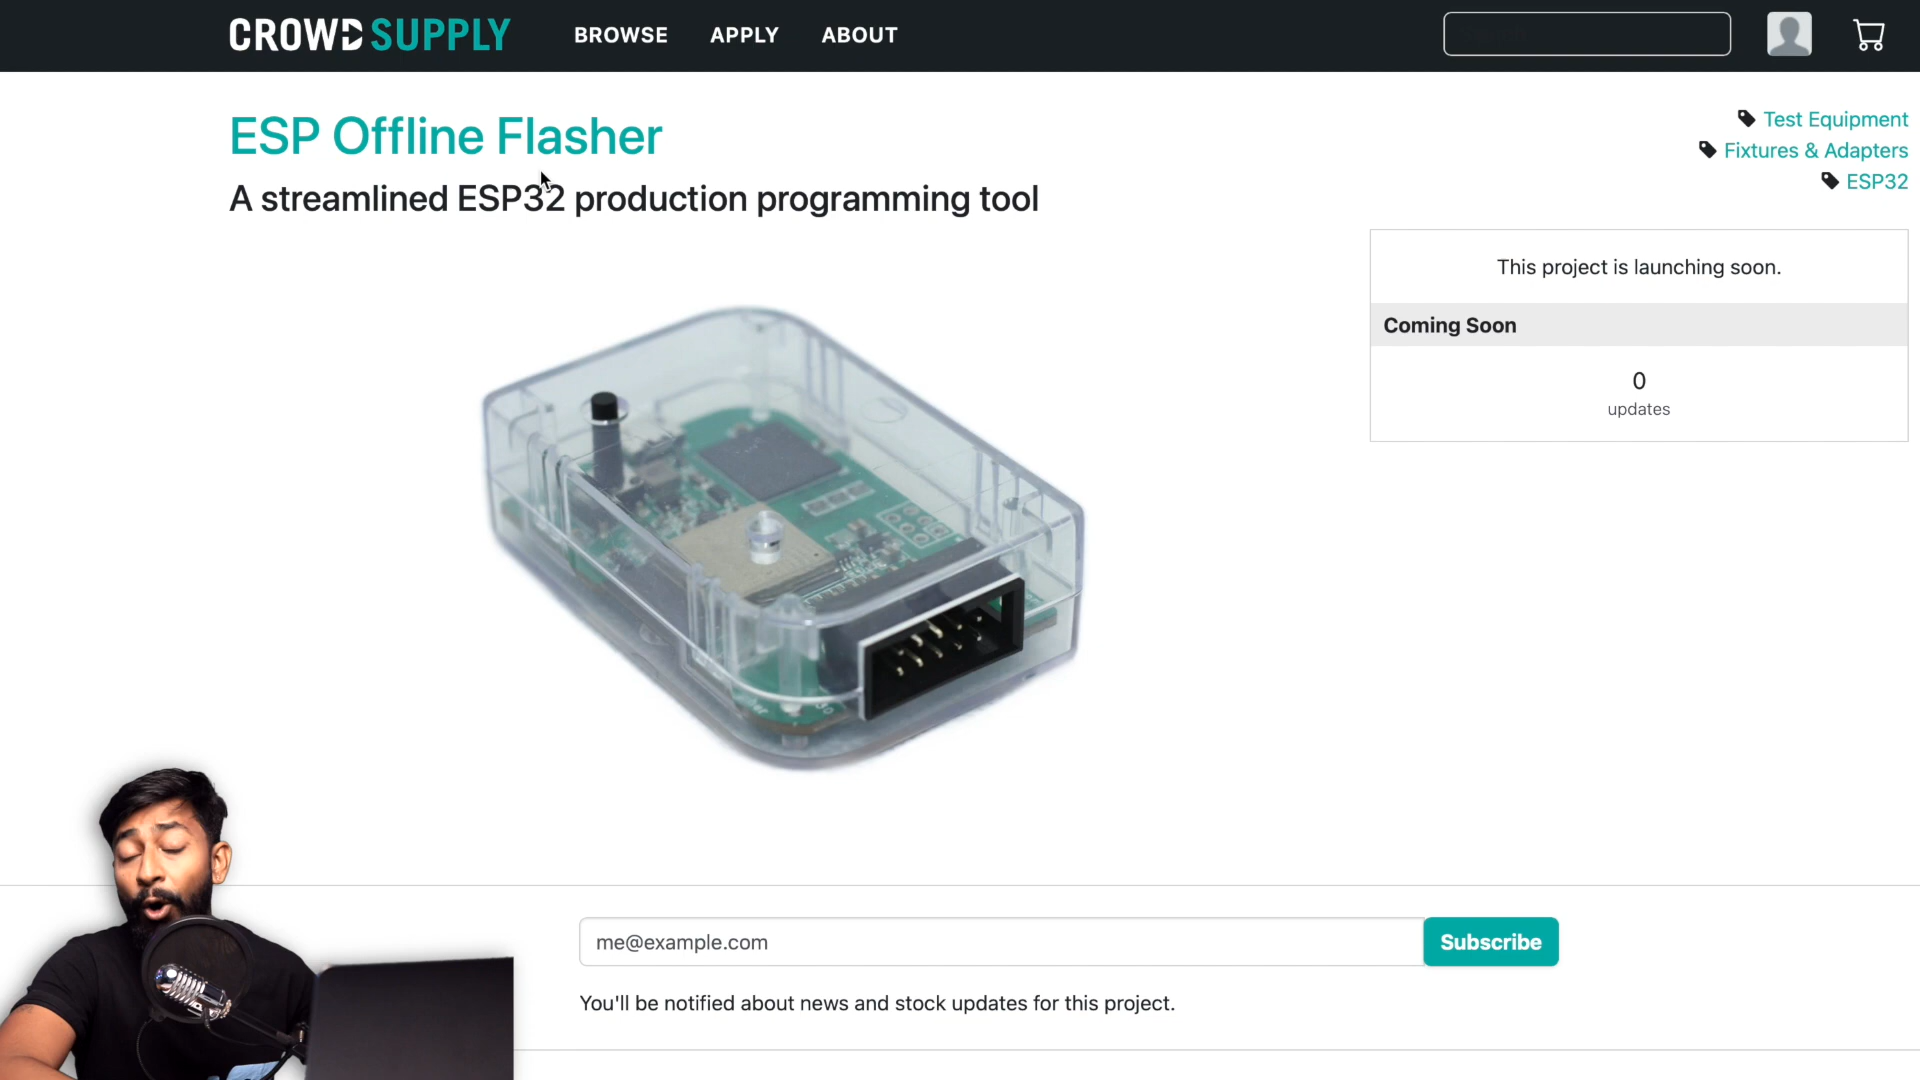 CROWD SUPPLY
BROWSE
APPLY
ABOUT
ESP Offline Flasher
A streamlined ESP32 production programming tool
Test Equipment
Fixtures & Adapters
ESP32
This project is launching soon.
Coming Soon
0
updates
me@example.com
Subscribe
You'll be notified about news and stock updates for this project.